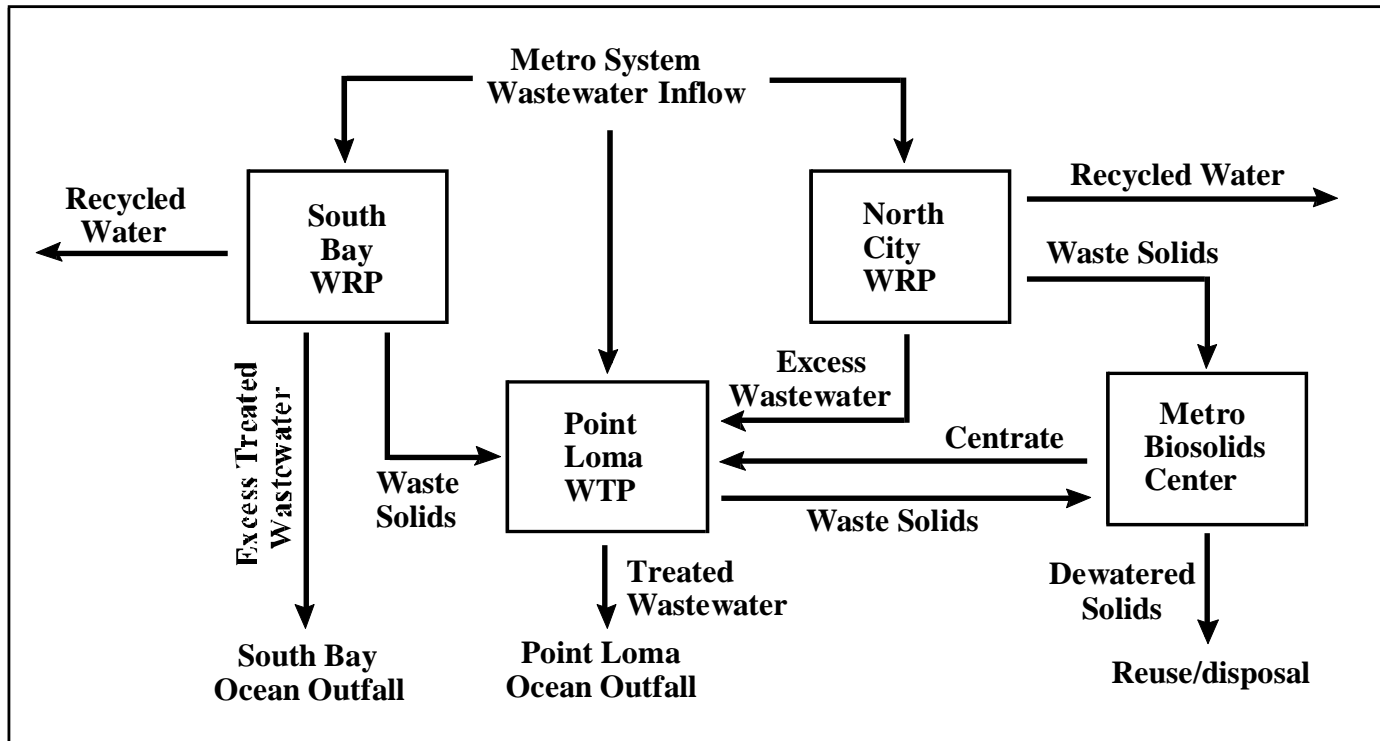 Metro System
Wastewater Inflow
Recycled
Water
South
Bay
WRP
North
City
WRP
Recycled Water
Waste Solids
Excess Treated
Wastewater
Excess
Wastewater
Point
Loma
WTP
Metro
Biosolids
Center
Centrate
Waste
Solids
Waste Solids
Treated
Wastewater
Dewatered
Solids
South Bay
Ocean Outfall
Point Loma
Ocean Outfall
Reuse/disposal